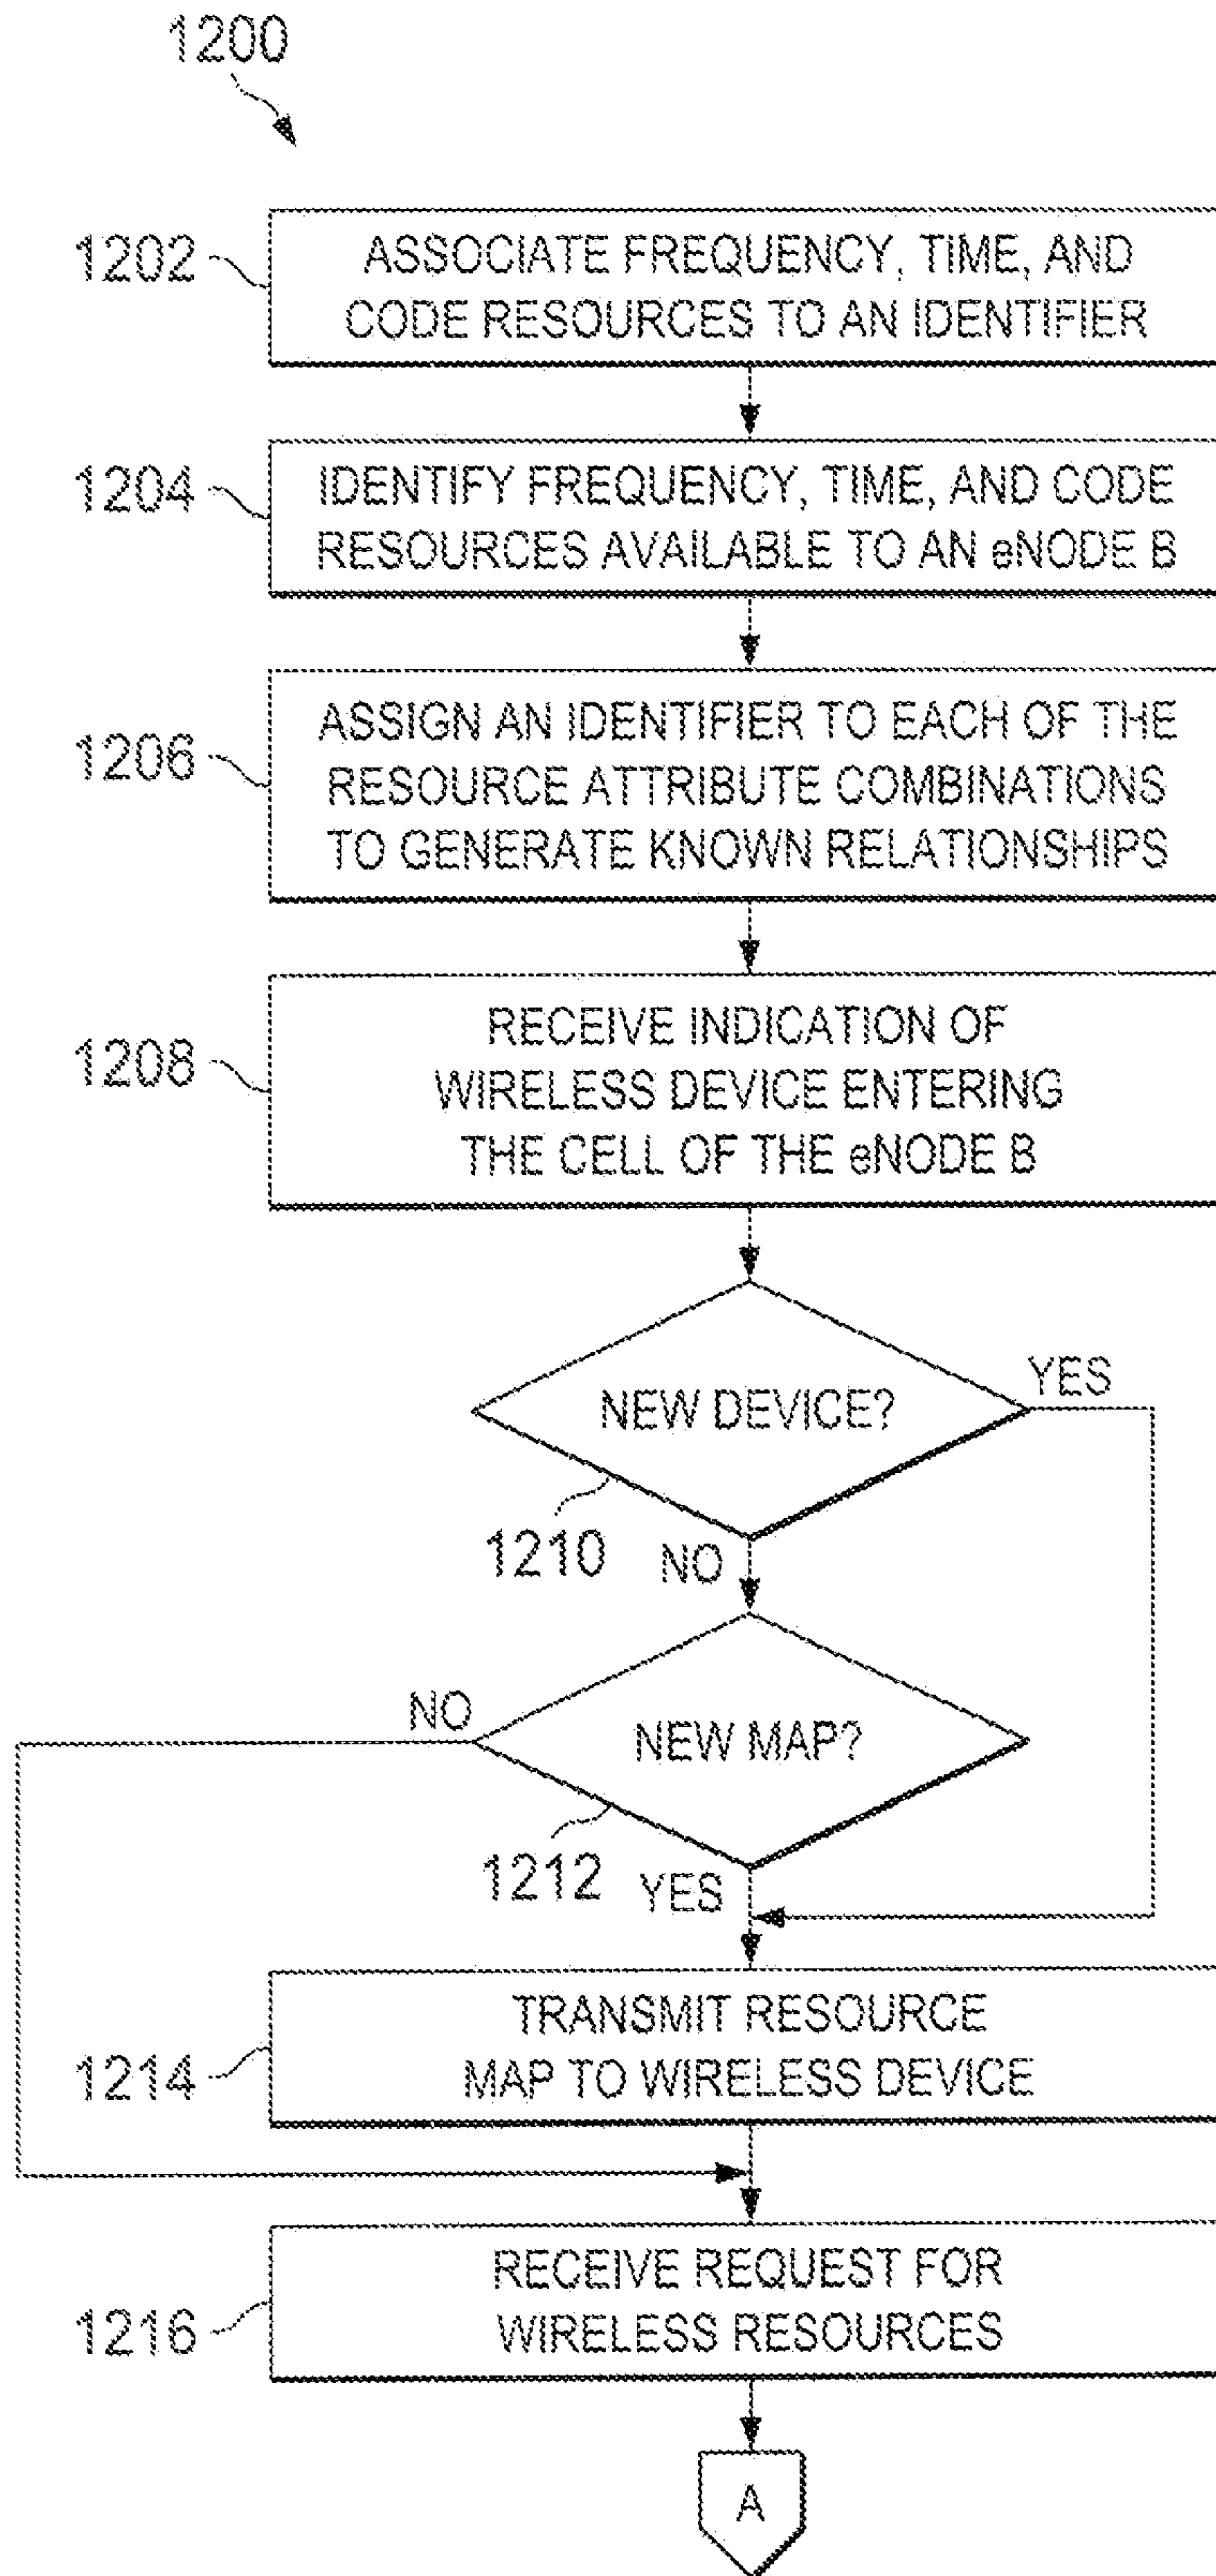 1200
1202
ASSOCIATE FREQUENCY, TIME, AND
CODE RESOURCES TO AN IDENTIFIER
1204
IDENTIFY FREQUENCY, TIME, AND CODE
RESOURCES AVAILABLE TO AN eNODE B
1206
ASSIGN AN IDENTIFIER TO EACH OF THE
RESOURCE ATTRIBUTE COMBINATIONS
TO GENERATE KNOWN RELATIONSHIPS
1208
RECEIVE INDICATION OF
WIRELESS DEVICE ENTERING
THE CELL OF THE eNODE B
NEW DEVICE?
YES
1210
NO
NEW MAP?
NO
1212
YES
1214
TRANSMIT RESOURCE
MAP TO WIRELESS DEVICE
1216
RECEIVE REQUEST FOR
WIRELESS RESOURCES
A